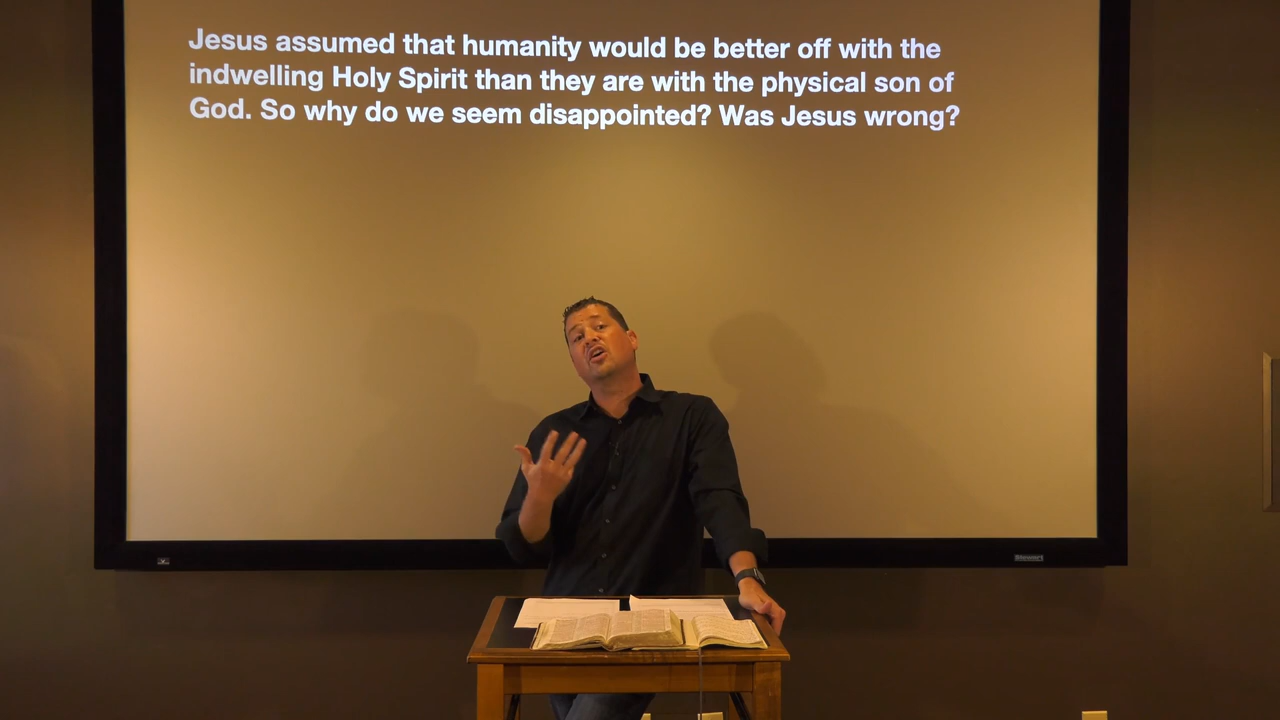 Jesus assumed that humanity would be better off with the
indwelling Holy Spirit than they are with the physical son of
God. So why do we seem disappointed? Was Jesus wrong?
Stewart